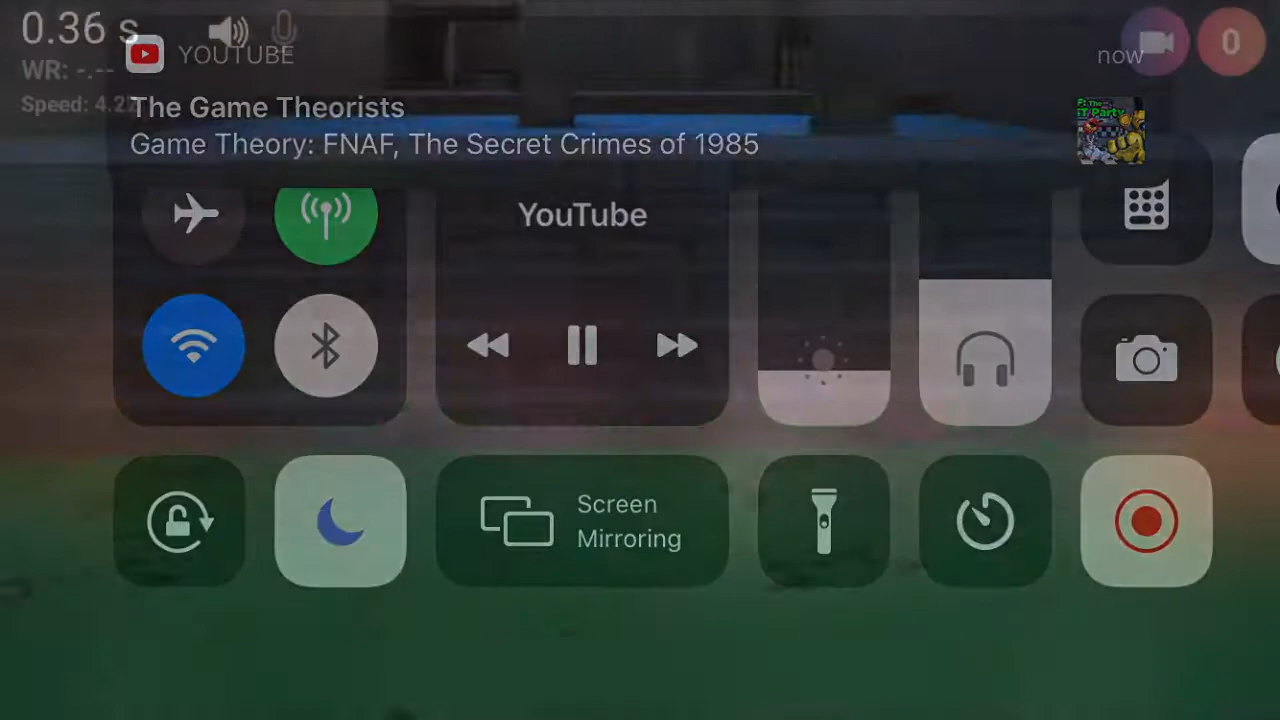 0.36 s
YOUTUBE
now
0
WR: -.--
Speed: 4.2
The Game Theorists
Game Theory: FNAF, The Secret Crimes of 1985
YouTube
Screen
Mirroring